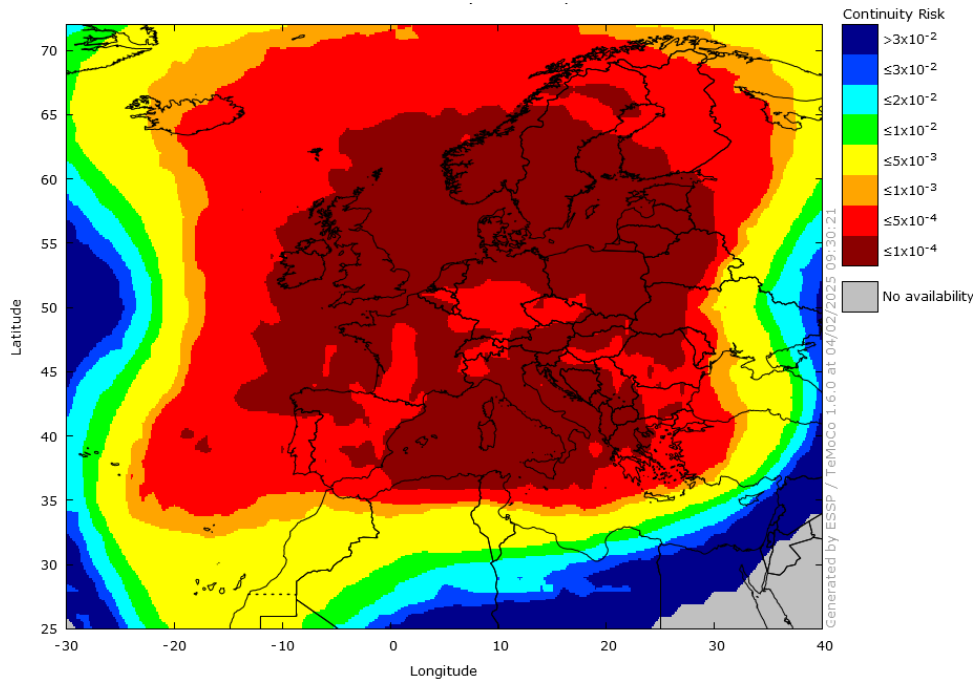 Continuity Risk
>3x10⁻²
≤3x10⁻²
≤2x10⁻²
≤1x10⁻²
≤5x10⁻³
≤1x10⁻³
≤5x10⁻⁴
≤1x10⁻⁴
No availability
70
65
60
55
50
45
40
35
30
25
Latitude
-30
-20
-10
0
10
20
30
40
Longitude
Generated by ESSP / TeMoCo 1.6.0 at 04/02/2025 09:30:21